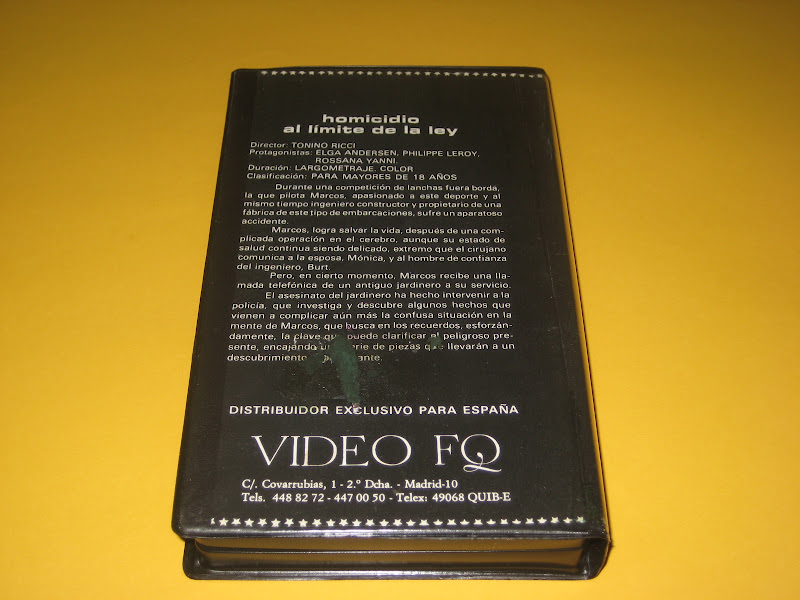 homicidio
al límite de la ley
Director: TONINO RICCI
Protagonistas: ELGA ANDERSEN, PHILIPPE LEROY,
ROSSANA YANNI.
Duración: LARGOMETRAJE. COLOR
Clasificación: PARA MAYORES DE 18 AÑOS
Durante una competición de lanchas fuera borda,
la que pilota Marcos, apasionado a este deporte y al
mismo tiempo ingeniero constructor y propietario de una
fábrica de este tipo de embarcaciones, sufre un aparatoso
accidente.
Marcos, logra salvar la vida, después de una com-
plicada operación en el cerebro, aunque su estado de
salud continua siendo delicado, extremo que el cirujano
comunica a la esposa, Mónica, y al hombre de confianza
del ingeniero, Burt.
Pero, en cierto momento, Marcos recibe una lla-
mada telefónica de un antiguo jardinero a su servicio.
El asesinato del jardinero ha hecho intervenir a la
policía, que investiga y descubre algunos hechos que
vienen a complicar aún más la confusa situación en la
mente de Marcos, que busca en los recuerdos, esforzán-
damente, la clave que puede clarificar el peligroso pre-
sente, encajando una serie de piezas que llevarán a un
descubrimiento
DISTRIBUIDOR EXCLUSIVO PARA ESPAÑA
VIDEO FQ
C/. Covarrubias, 1 - 2.º Dcha. - Madrid-10
Tels. 448 82 72 - 447 00 50 - Telex: 49068 QUIB-E